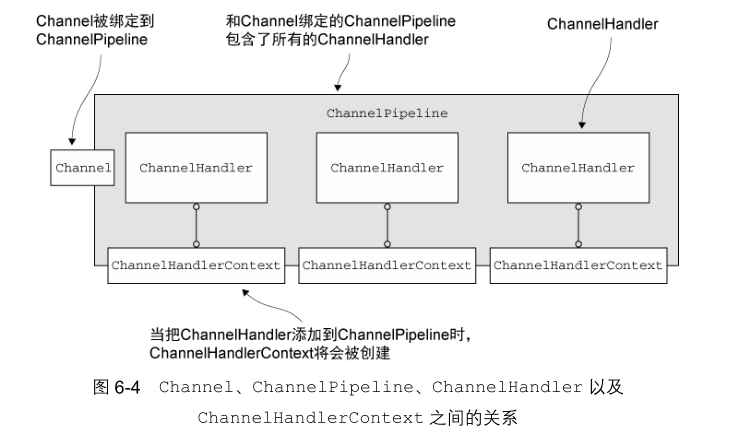 Channel被绑定到
ChannelPipeline
和Channel绑定的ChannelPipeline
包含了所有的ChannelHandler
ChannelHandler
ChannelPipeline
Channel
ChannelHandler
ChannelHandler
ChannelHandler
ChannelHandlerContext
ChannelHandlerContext
ChannelHandlerContext
当把ChannelHandler添加到ChannelPipeline时，
ChannelHandlerContext将会被创建
图 6-4 Channel、ChannelPipeline、ChannelHandler 以及
ChannelHandlerContext 之间的关系